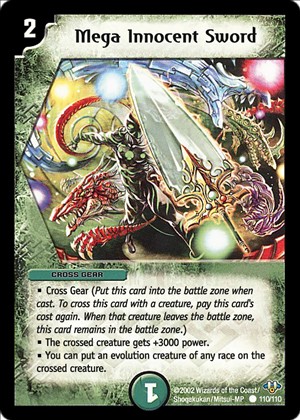 2
Mega Innocent Sword
CROSS GEAR
■ Cross Gear (Put this card into the battle zone when
cast. To cross this card with a creature, pay this card's
cost again. When that creature leaves the battle zone,
this card remains in the battle zone.)
■ The crossed creature gets +3000 power.
■ You can put an evolution creature of any race on the
crossed creature.
1
©2002 Wizards of the Coast/
Shogakukan/Mitsui-MP
110/110